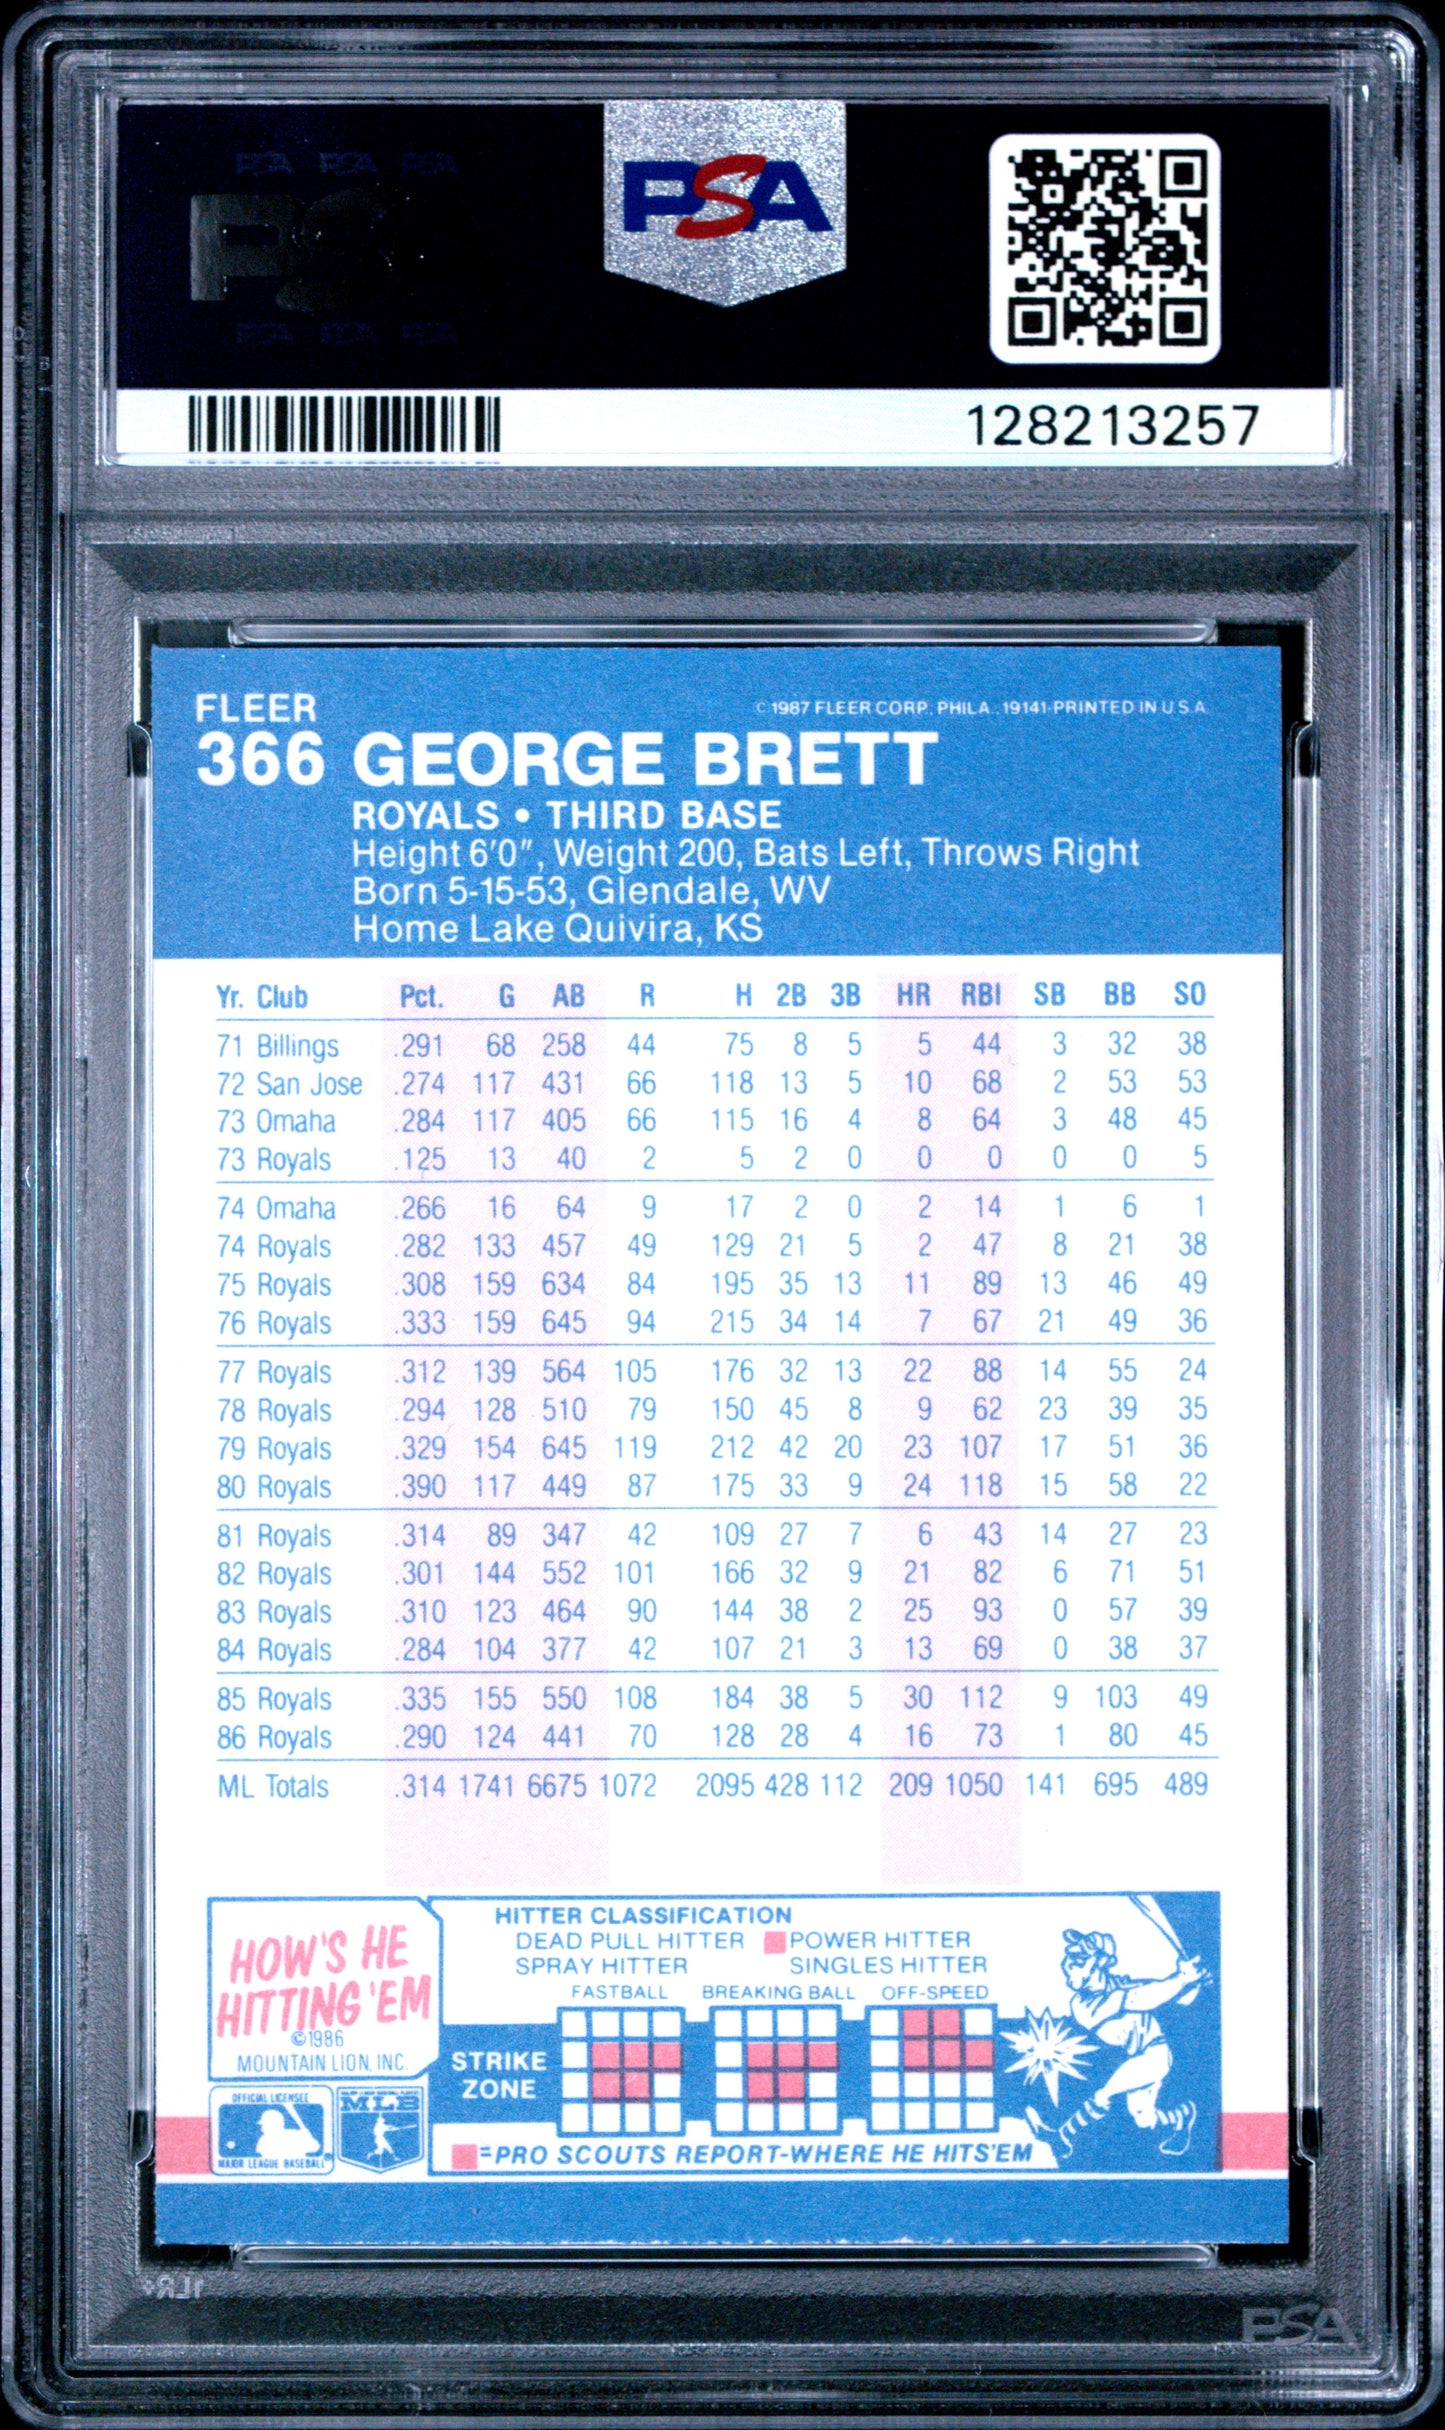 PSA
128213257
FLEER
© 1987 FLEER CORP. PHILA., 19141-PRINTED IN U.S.A.
366 GEORGE BRETT
ROYALS • THIRD BASE
Height 6'0", Weight 200, Bats Left, Throws Right
Born 5-15-53, Glendale, WV
Home Lake Quivira, KS
Yr. Club Pct. G AB R H 2B 3B HR RBI SB BB SO
71 Billings .291 68 258 44 75 8 5 5 44 3 32 38
72 San Jose .274 117 431 66 118 13 5 10 68 2 53 53
73 Omaha .284 117 405 66 115 16 4 8 64 3 48 45
73 Royals .125 13 40 2 5 2 0 0 0 0 0 5
74 Omaha .266 16 64 9 17 2 0 2 14 1 6 1
74 Royals .282 133 457 49 129 21 5 2 47 8 21 38
75 Royals .308 159 634 84 195 35 13 11 89 13 46 49
76 Royals .333 159 645 94 215 34 14 7 67 21 49 36
77 Royals .312 139 564 105 176 32 13 22 88 14 55 24
78 Royals .294 128 510 79 150 45 8 9 62 23 39 35
79 Royals .329 154 645 119 212 42 20 23 107 17 51 36
80 Royals .390 117 449 87 175 33 9 24 118 15 58 22
81 Royals .314 89 347 42 109 27 7 6 43 14 27 23
82 Royals .301 144 552 101 166 32 9 21 82 6 71 51
83 Royals .310 123 464 90 144 38 2 25 93 0 57 39
84 Royals .284 104 377 42 107 21 3 13 69 0 38 37
85 Royals .335 155 550 108 184 38 5 30 112 9 103 49
86 Royals .290 124 441 70 128 28 4 16 73 1 80 45
ML Totals .314 1741 6675 1072 2095 428 112 209 1050 141 695 489
HOW'S HE
HITTING 'EM
©1986
MOUNTAIN LION, INC.
HITTER CLASSIFICATION
DEAD PULL HITTER POWER HITTER
SPRAY HITTER SINGLES HITTER
FASTBALL BREAKING BALL OFF-SPEED
STRIKE
ZONE
=PRO SCOUTS REPORT-WHERE HE HITS'EM
OFFICIAL LICENSEE
MAJOR LEAGUE BASEBALL
MLB
PSA